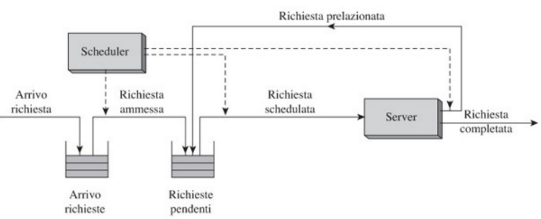 Richiesta prelazionata
Scheduler
Arrivo
richiesta
Richiesta
ammessa
Richiesta
schedulata
Server
Richiesta
completata
Arrivo
richieste
Richieste
pendenti